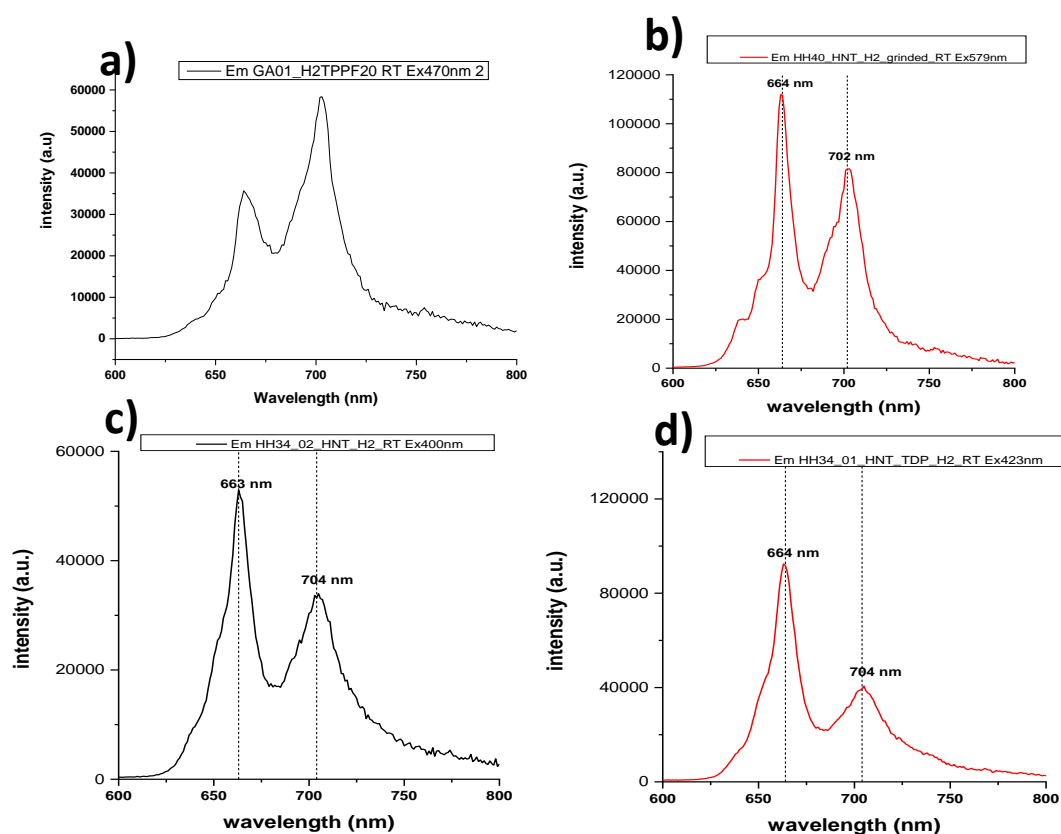 a)
Em GA01_H2TPPF20 RT Ex470nm 2
60000
50000
40000
30000
20000
10000
0
intensity (a.u)
600 650 700 750 800
Wavelength (nm)
b)
Em HH40_HNT_H2_grinded_RT Ex579nm
120000
100000
80000
60000
40000
20000
0
664 nm
702 nm
intensity (a.u.)
600 650 700 750 800
wavelength (nm)
c)
Em HH34_02_HNT_H2_RT Ex400nm
60000
40000
20000
0
663 nm
704 nm
intensity (a.u.)
600 650 700 750 800
wavelength (nm)
d)
Em HH34_01_HNT_TDP_H2_RT Ex423nm
120000
80000
40000
0
664 nm
704 nm
intensity (a.u.)
600 650 700 750 800
wavelength (nm)